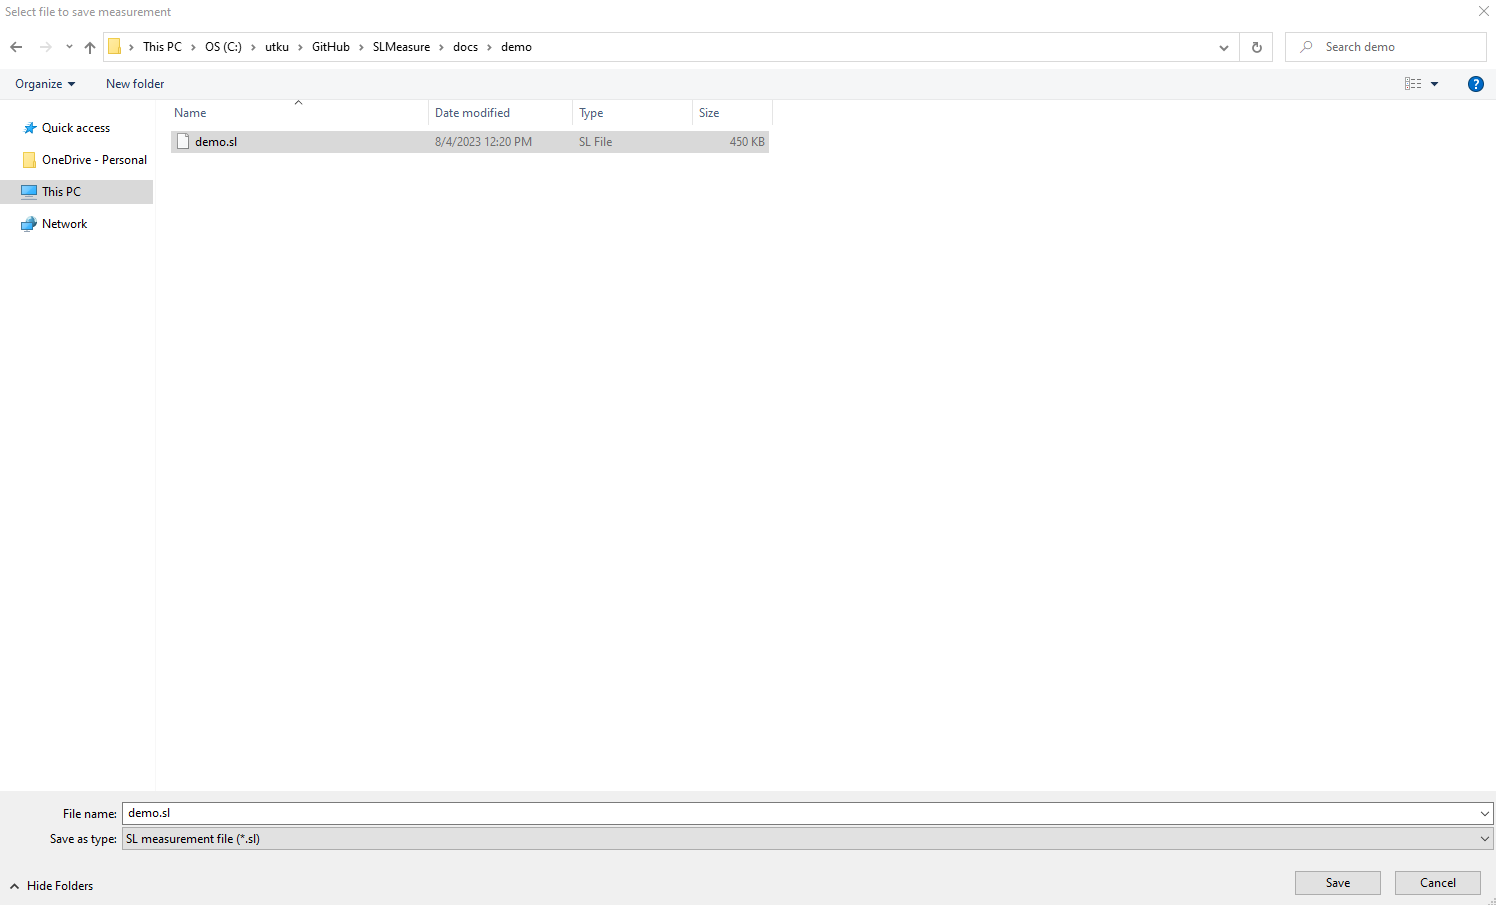 Select file to save measurement
This PC > OS (C:) > utku > GitHub > SLMeasure > docs > demo
Search demo
Organize
New folder
?
Name
Date modified
Type
Size
Quick access
demo.sl
8/4/2023 12:20 PM
SL File
450 KB
OneDrive - Personal
This PC
Network
File name: demo.sl
Save as type: SL measurement file (*.sl)
Hide Folders
Save
Cancel